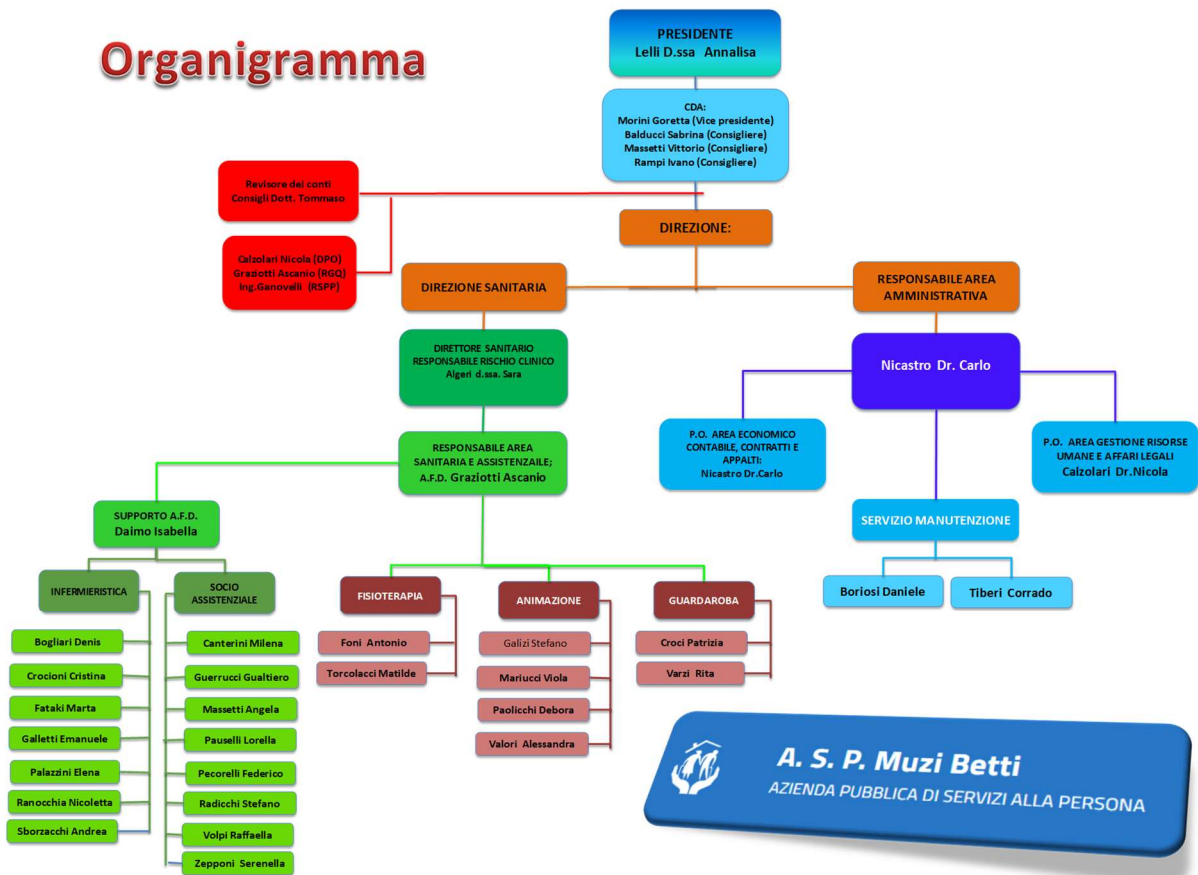 Organigramma
PRESIDENTE
Lelli D.ssa Annalisa
CDA:
Morini Goretta (Vice presidente)
Balducci Sabrina (Consigliere)
Massetti Vittorio (Consigliere)
Rampi Ivano (Consigliere)
Revisore dei conti
Consigli Dott. Tommaso
Calzolari Nicola (DPO)
Graziotti Ascanio (RGQ)
Ing.Ganovelli (RSPP)
DIREZIONE:
DIREZIONE SANITARIA
RESPONSABILE AREA
AMMINISTRATIVA
DIRETTORE SANITARIO
RESPONSABILE RISCHIO CLINICO
Algeri d.ssa. Sara
Nicastro Dr. Carlo
RESPONSABILE AREA
SANITARIA E ASSISTENZAILE;
A.F.D. Graziotti Ascanio
P.O. AREA ECONOMICO
CONTABILE, CONTRATTI E
APPALTI:
Nicastro Dr.Carlo
P.O. AREA GESTIONE RISORSE
UMANE E AFFARI LEGALI
Calzolari Dr.Nicola
SUPPORTO A.F.D.
Daimo Isabella
SERVIZIO MANUTENZIONE
Boriosi Daniele
Tiberi Corrado
INFERMIERISTICA
Bogliari Denis
Crocioni Cristina
Fataki Marta
Galletti Emanuele
Palazzini Elena
Ranocchia Nicoletta
Sborzacchi Andrea
SOCIO
ASSISTENZIALE
Canterini Milena
Guerrucci Gualtiero
Massetti Angela
Pauselli Lorella
Pecorelli Federico
Radicchi Stefano
Volpi Raffaella
Zepponi Serenella
FISIOTERAPIA
Foni Antonio
Torcolacci Matilde
ANIMAZIONE
Galizi Stefano
Mariucci Viola
Paolicchi Debora
Valori Alessandra
GUARDAROBA
Croci Patrizia
Varzi Rita
A. S. P. Muzi Betti
AZIENDA PUBBLICA DI SERVIZI ALLA PERSONA